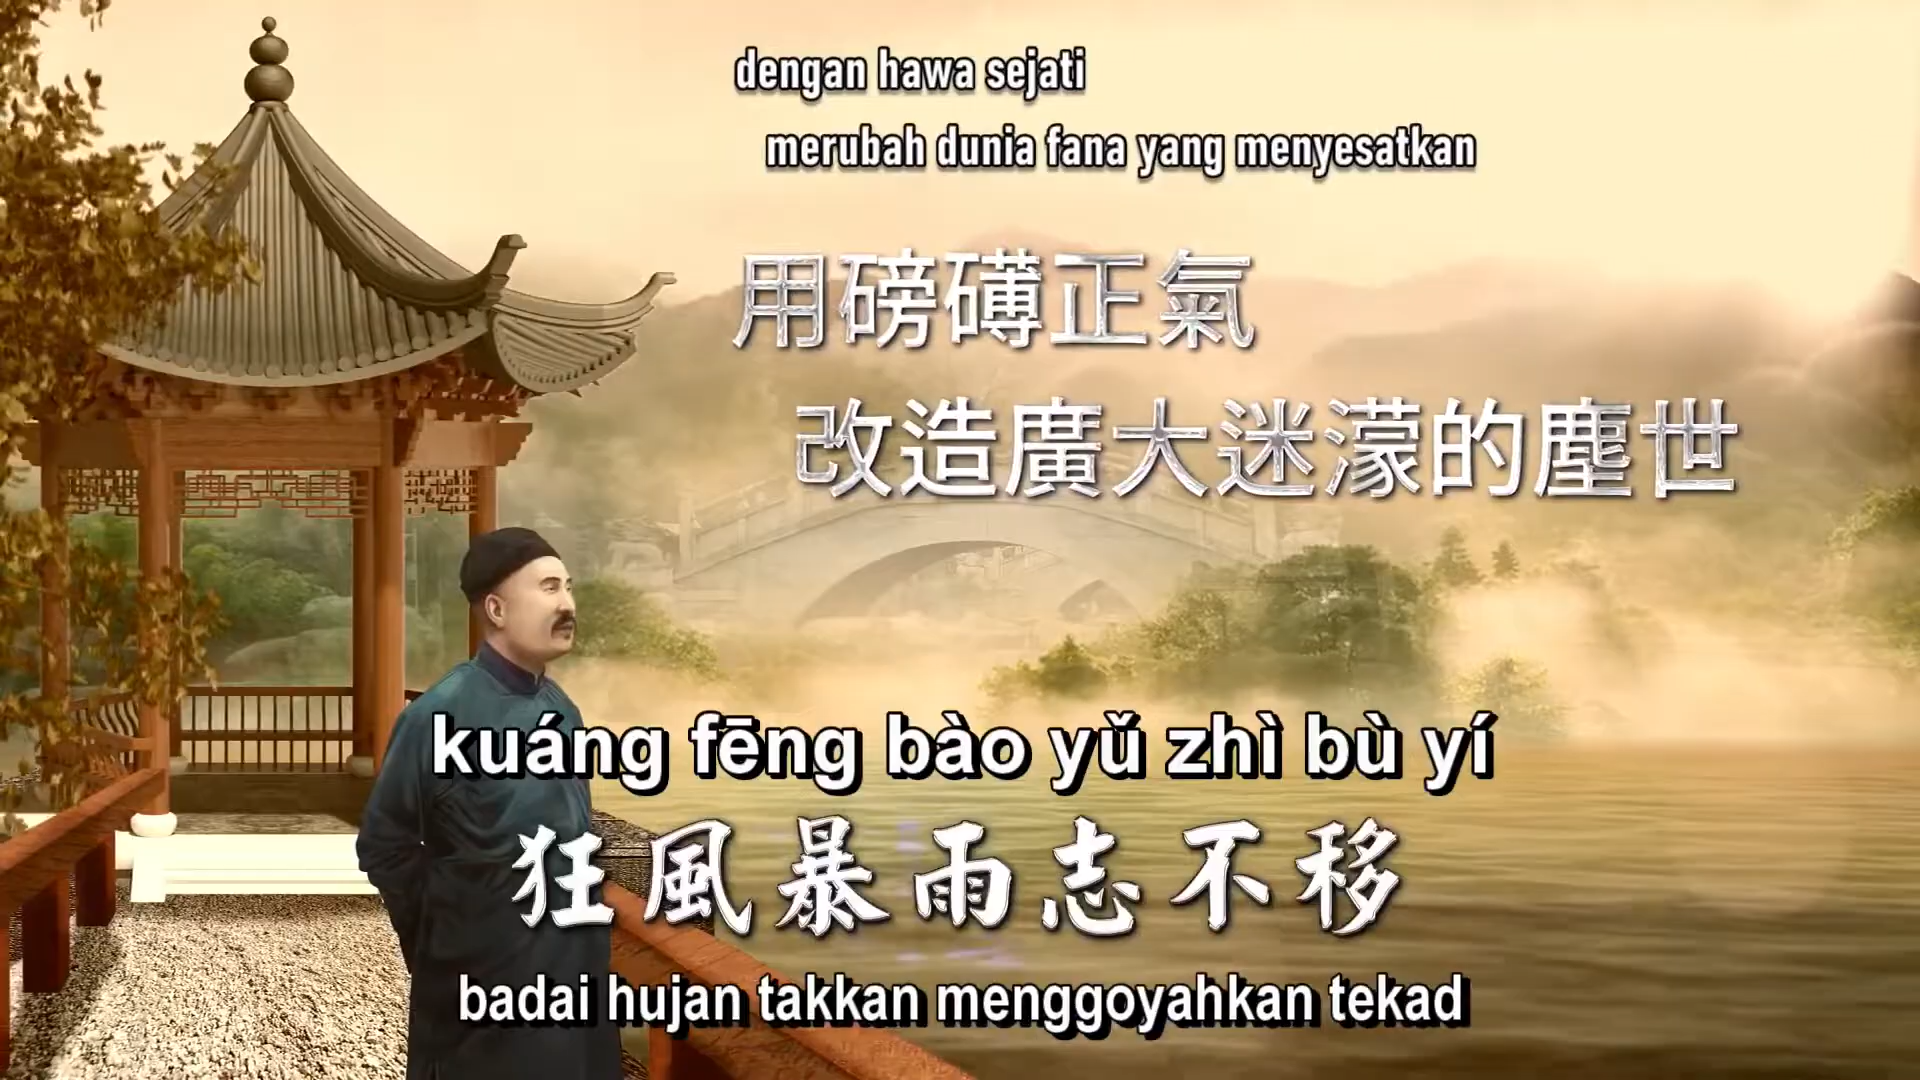 dengan hawa sejati
merubah dunia fana yang menyesatkan
用磅礡正氣
改造廣大迷濛的塵世
kuáng fēng bào yǔ zhì bù yí
狂風暴雨志不移
badai hujan takkan menggoyahkan tekad